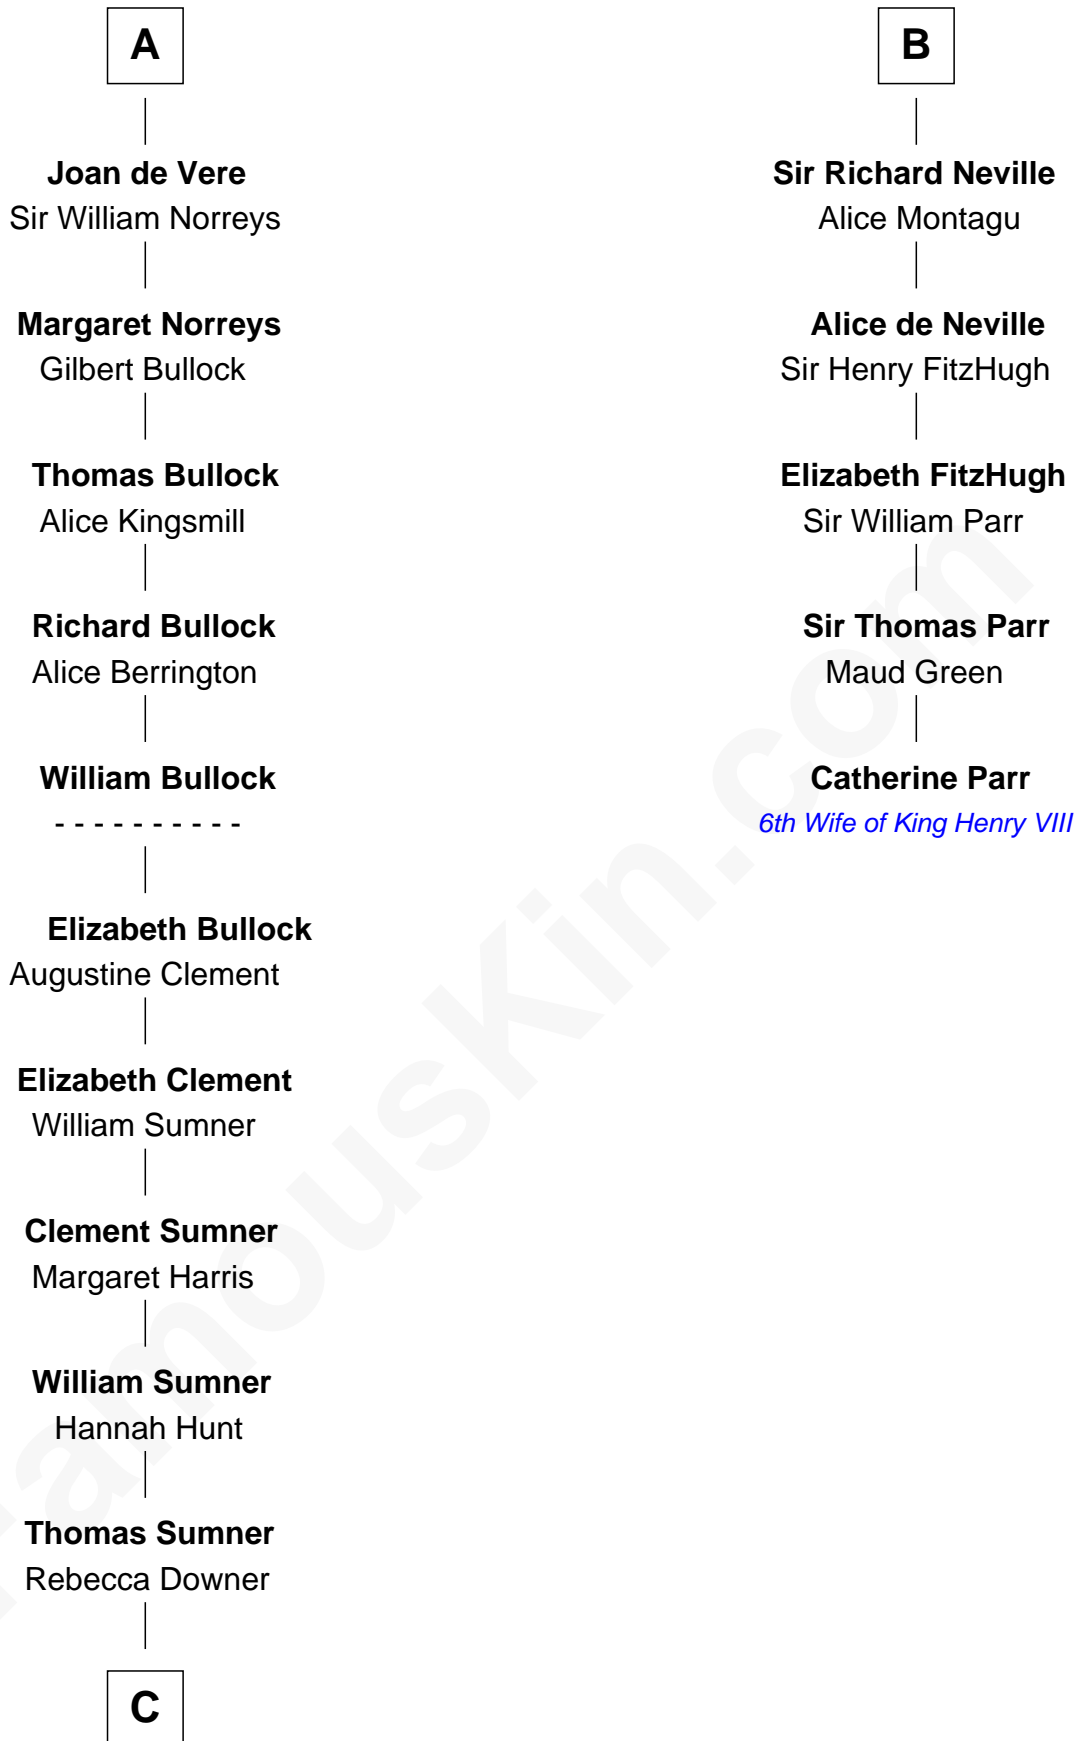 A
Joan de Vere
Sir William Norreys
Margaret Norreys
Gilbert Bullock
Thomas Bullock
Alice Kingsmill
Richard Bullock
Alice Berrington
William Bullock
- - - - - - - - - -
Elizabeth Bullock
Augustine Clement
Elizabeth Clement
William Sumner
Clement Sumner
Margaret Harris
William Sumner
Hannah Hunt
Thomas Sumner
Rebecca Downer
C
B
Sir Richard Neville
Alice Montagu
Alice de Neville
Sir Henry FitzHugh
Elizabeth FitzHugh
Sir William Parr
Sir Thomas Parr
Maud Green
Catherine Parr
6th Wife of King Henry VIII
FamousKin.com